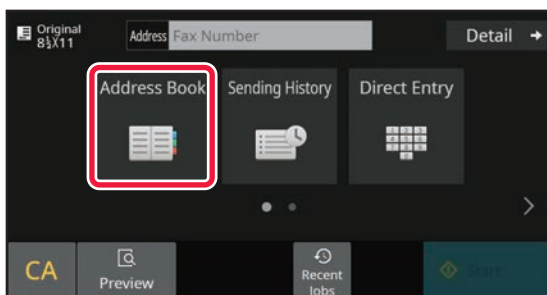 Original
8½X11
Address Fax Number
Detail
Address Book
Sending History
Direct Entry
CA
Preview
Recent
Jobs
Start